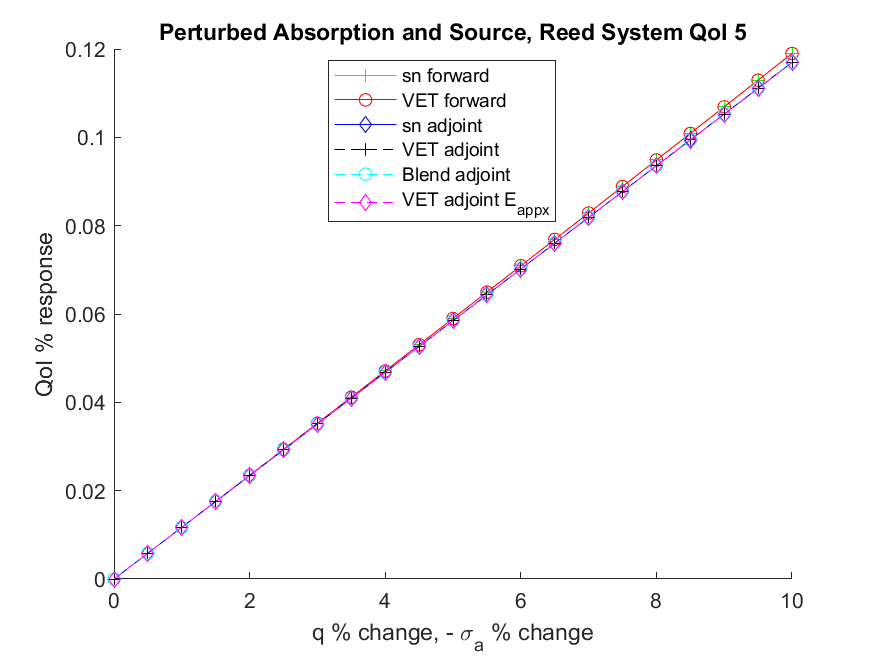 Perturbed Absorption and Source, Reed System QoI 5
sn forward
VET forward
sn adjoint
VET adjoint
Blend adjoint
VET adjoint E_appx
QoI % response
0.12
0.1
0.08
0.06
0.04
0.02
0
0 2 4 6 8 10
q % change, - σ_a % change